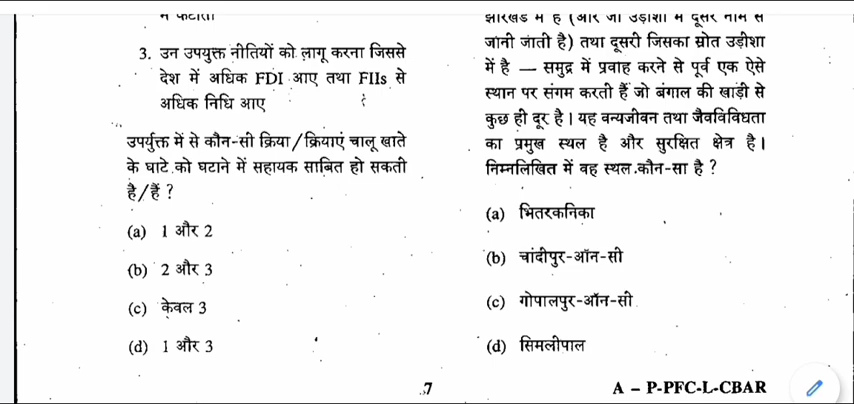 3. उन उपयुक्त नीतियों को लागू करना जिससे
देश में अधिक FDI आए तथा FIIs से
अधिक निधि आए
उपर्युक्त में से कौन-सी क्रिया/क्रियाएं चालू खाते
के घाटे को घटाने में सहायक साबित हो सकती
है/हैं ?
(a) 1 और 2
(b) 2 और 3
(c) केवल 3
(d) 1 और 3
झारखंड में है (और जो उड़ीशा में दूसरे नाम से
जानी जाती है) तथा दूसरी जिसका स्रोत उड़ीशा
में है — समुद्र में प्रवाह करने से पूर्व एक ऐसे
स्थान पर संगम करती हैं जो बंगाल की खाड़ी से
कुछ ही दूर है। यह वन्यजीवन तथा जैवविविधता
का प्रमुख स्थल है और सुरक्षित क्षेत्र है।
निम्नलिखित में वह स्थल कौन-सा है ?
(a) भितरकनिका
(b) चांदीपुर-ऑन-सी
(c) गोपालपुर-ऑन-सी
(d) सिमलीपाल
7
A – P-PFC-L-CBAR